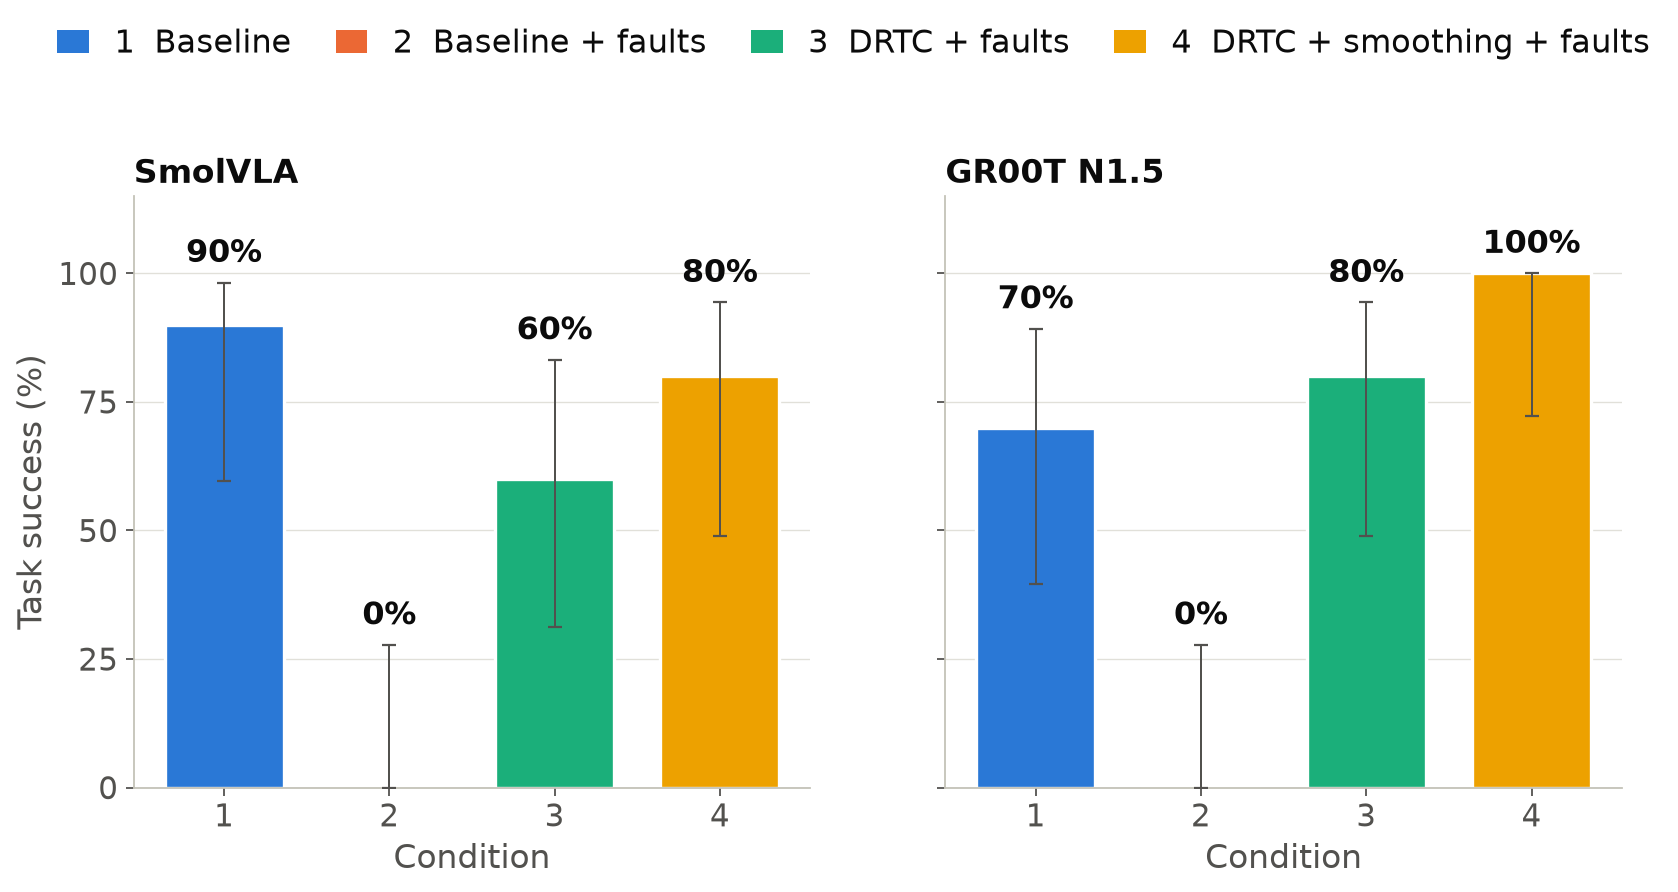 1 Baseline 2 Baseline + faults 3 DRTC + faults 4 DRTC + smoothing + faults
SmolVLA
90%
0%
60%
80%
100
75
50
25
0
Task success (%)
1 2 3 4
Condition
GR00T N1.5
70%
0%
80%
100%
1 2 3 4
Condition